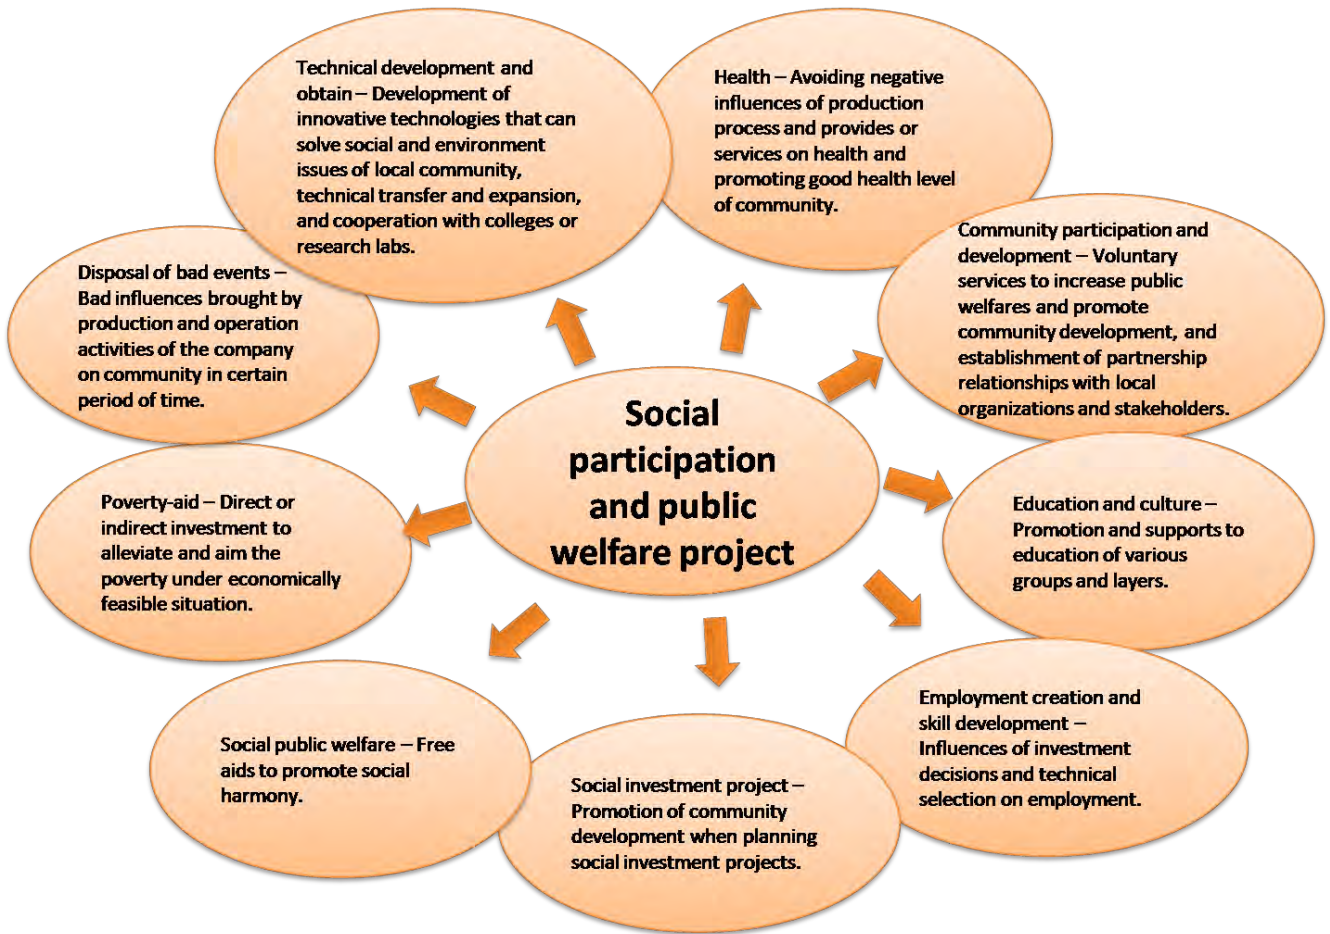 Technical development and
obtain – Development of
innovative technologies that can
solve social and environment
issues of local community,
technical transfer and expansion,
and cooperation with colleges or
research labs.
Health – Avoiding negative
influences of production
process and provides or
services on health and
promoting good health level
of community.
Community participation and
development – Voluntary
services to increase public
welfares and promote
community development, and
establishment of partnership
relationships with local
organizations and stakeholders.
Disposal of bad events –
Bad influences brought by
production and operation
activities of the company
on community in certain
period of time.
Social
participation
and public
welfare project
Education and culture –
Promotion and supports to
education of various
groups and layers.
Poverty-aid – Direct or
indirect investment to
alleviate and aim the
poverty under economically
feasible situation.
Employment creation and
skill development –
Influences of investment
decisions and technical
selection on employment.
Social public welfare – Free
aids to promote social
harmony.
Social investment project –
Promotion of community
development when planning
social investment projects.